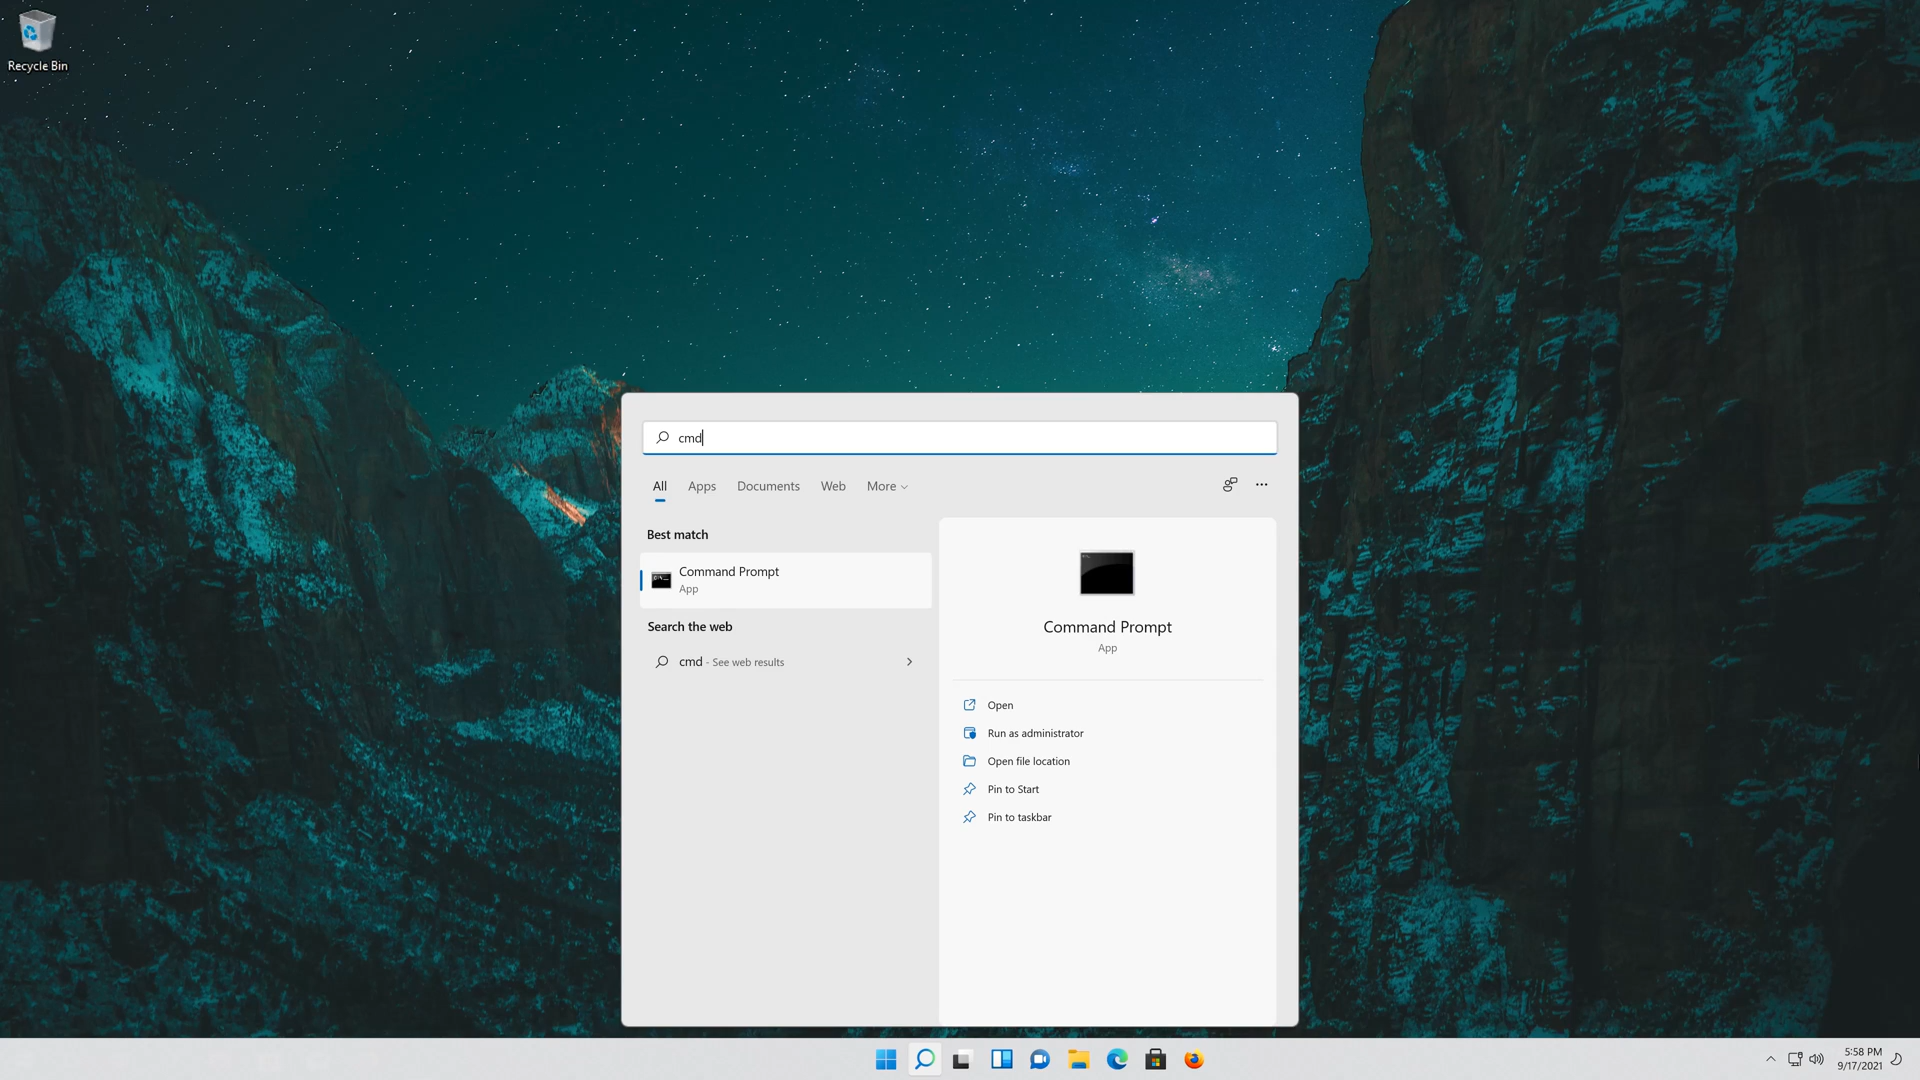 Recycle Bin
cmd
All Apps Documents Web More
Best match
Command Prompt
App
Search the web
cmd - See web results
Command Prompt
App
Open
Run as administrator
Open file location
Pin to Start
Pin to taskbar
5:58 PM
9/17/2021